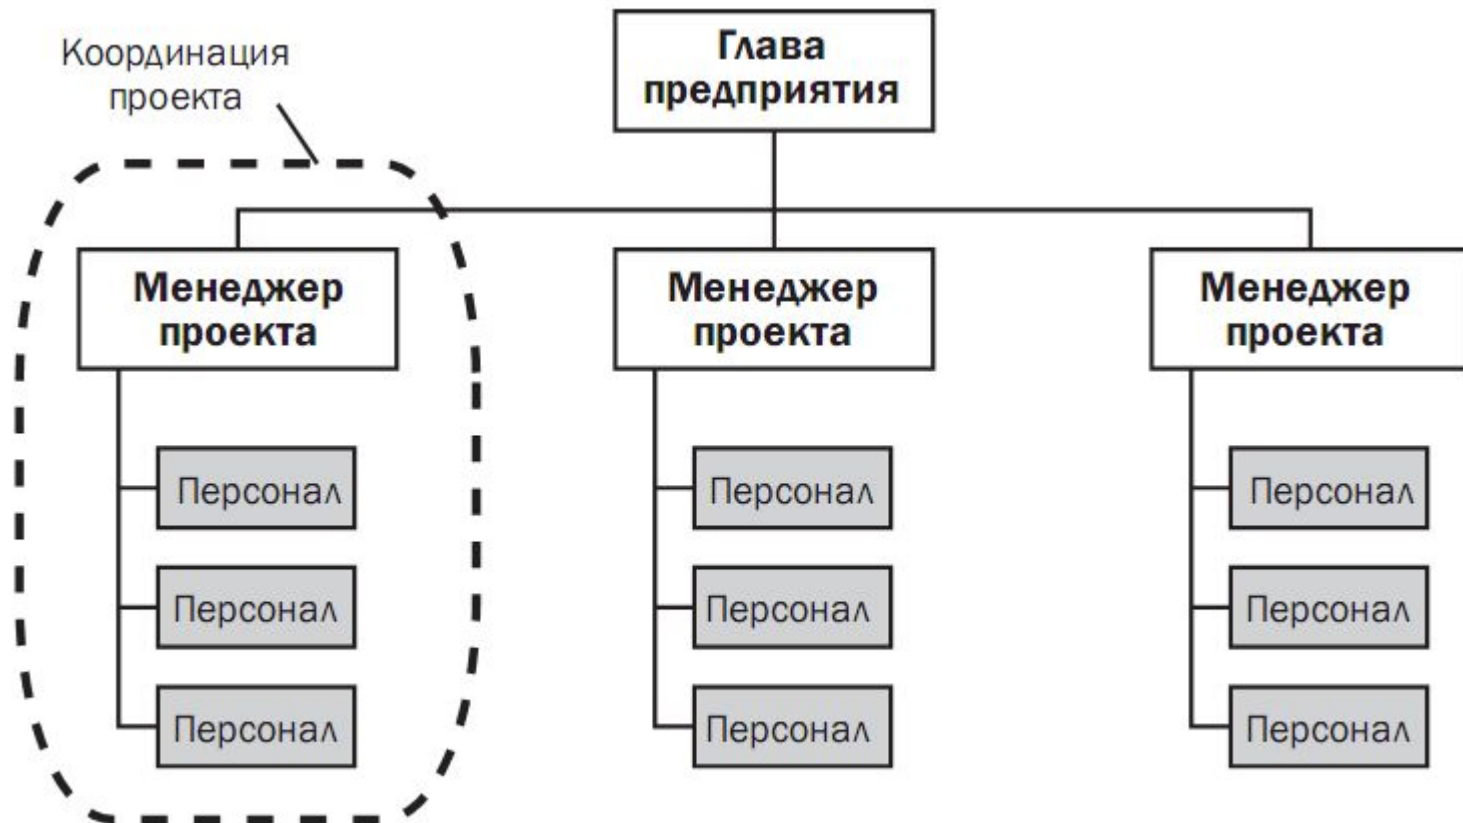 Координация
проекта
Глава
предприятия
Менеджер
проекта
Менеджер
проекта
Менеджер
проекта
Персонал
Персонал
Персонал
Персонал
Персонал
Персонал
Персонал
Персонал
Персонал